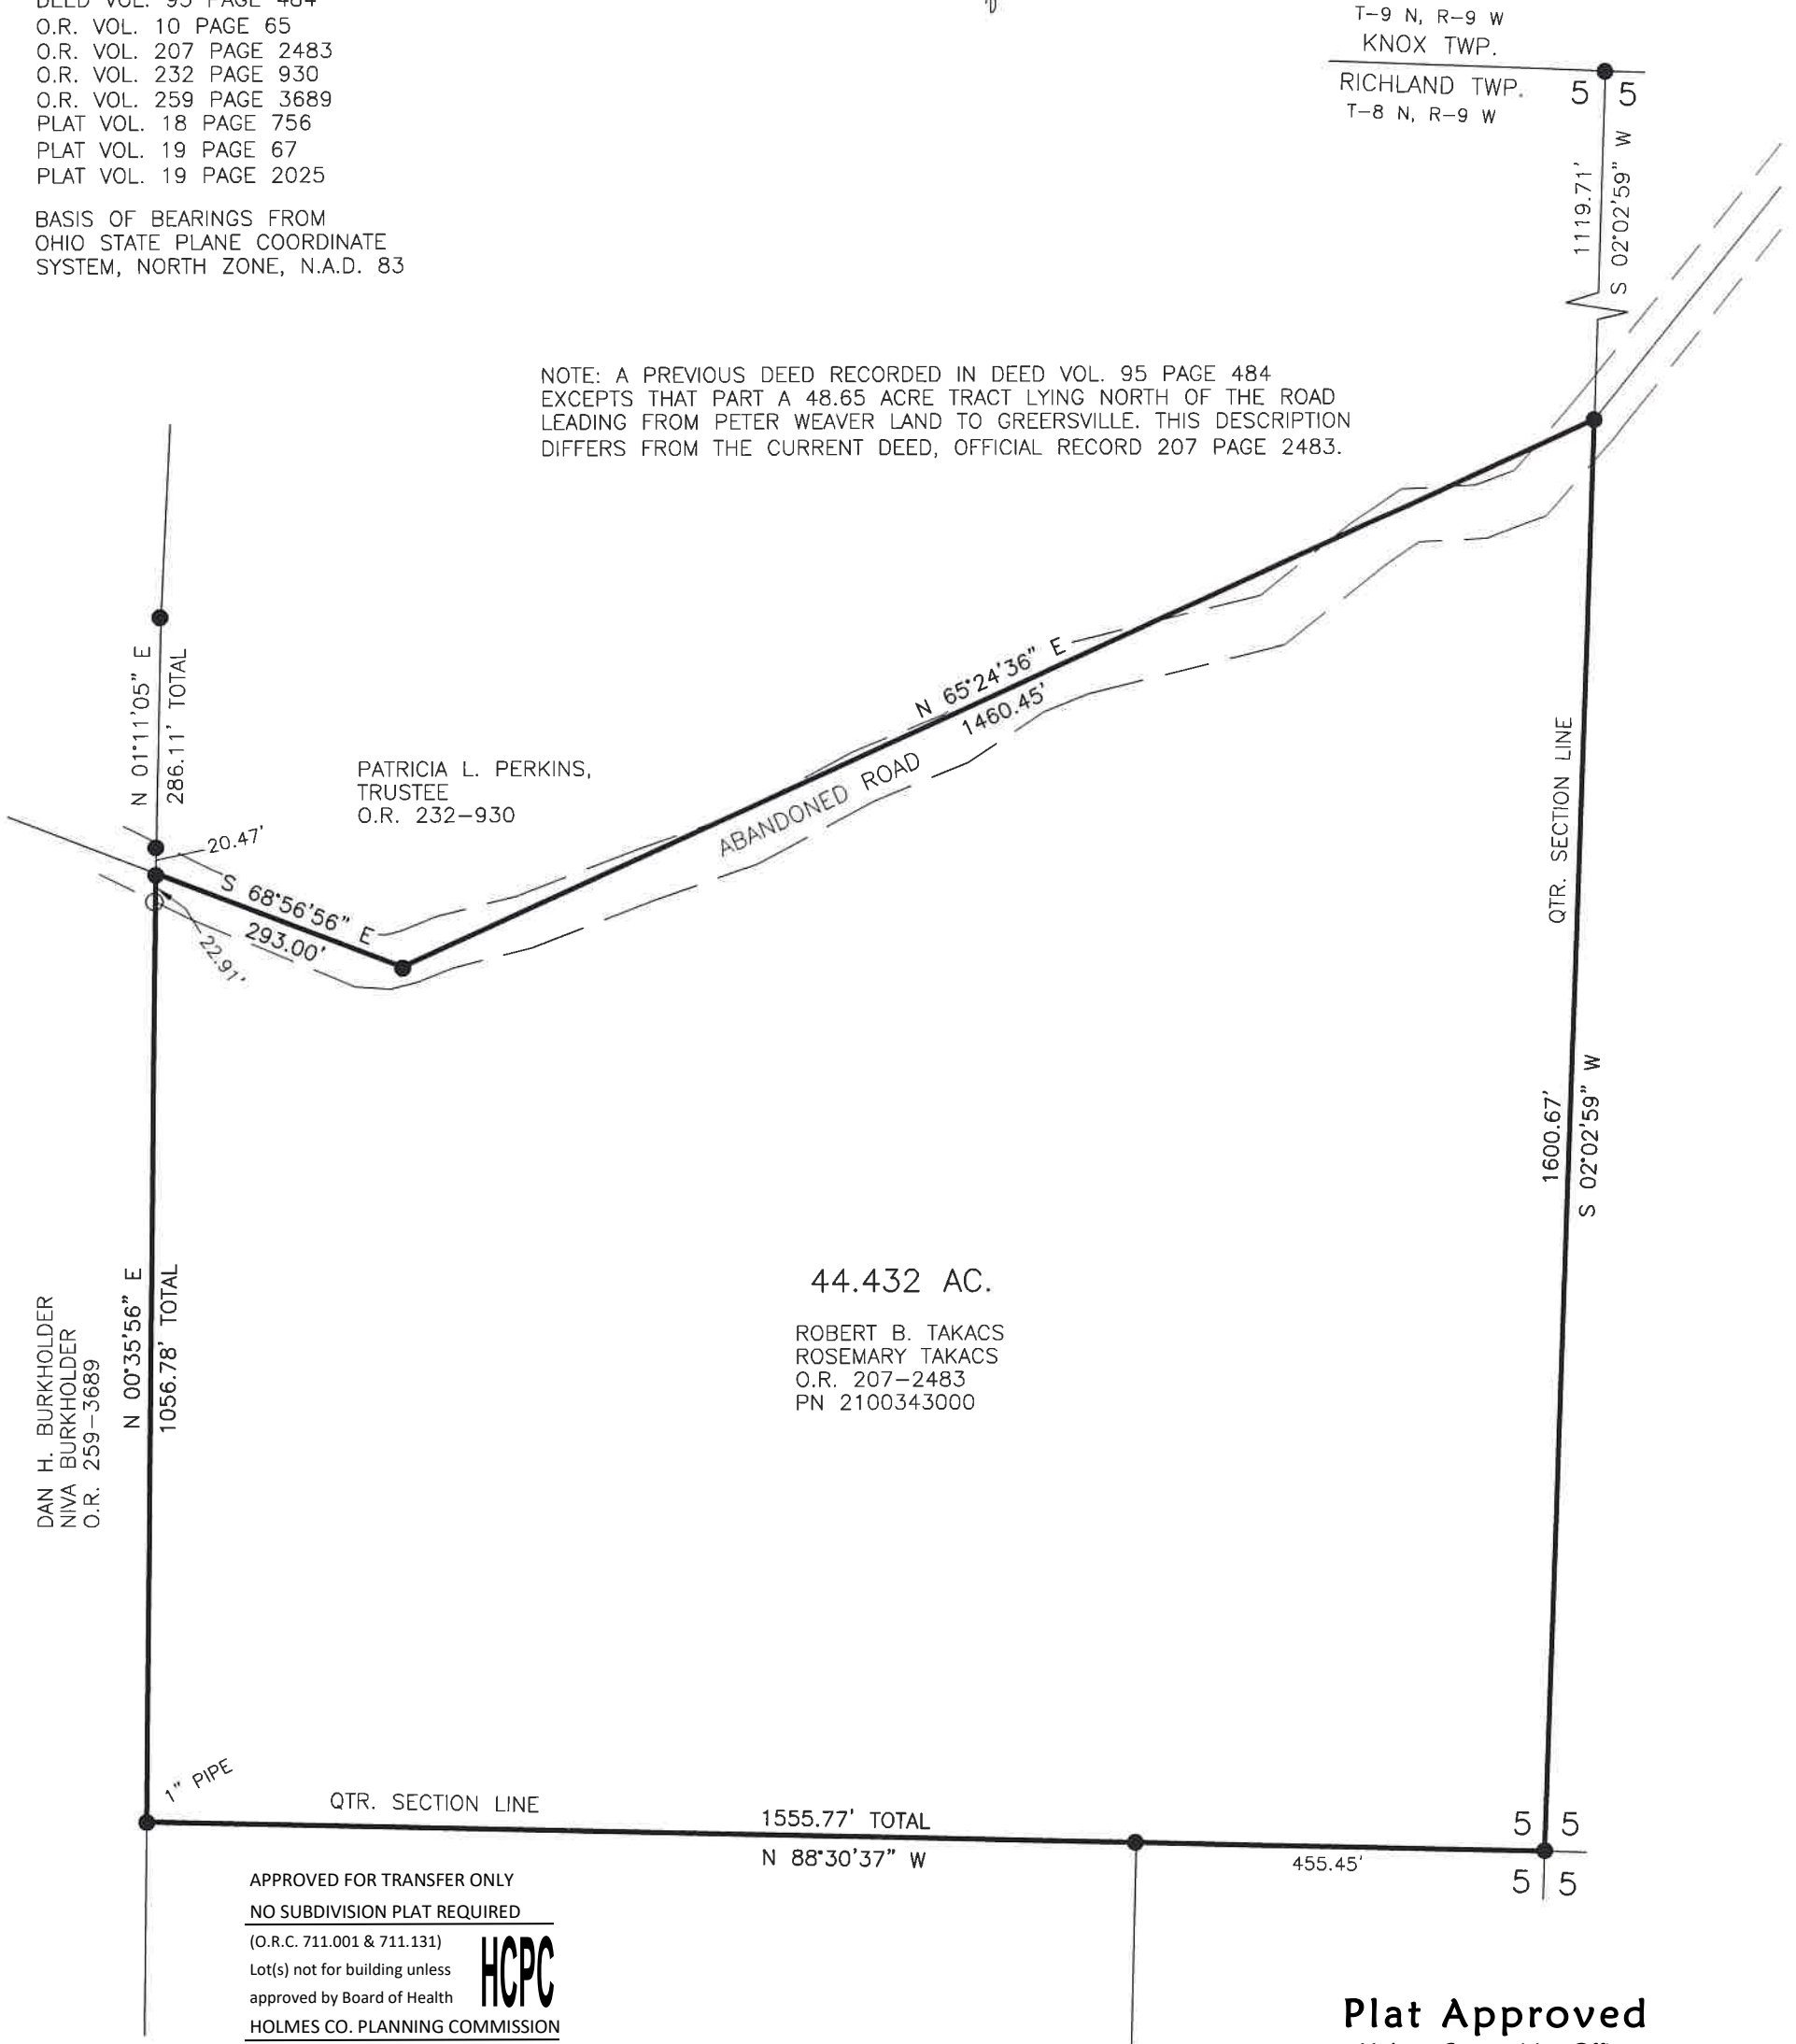 DEED VOL. 95 PAGE 484
O.R. VOL. 10 PAGE 65
O.R. VOL. 207 PAGE 2483
O.R. VOL. 232 PAGE 930
O.R. VOL. 259 PAGE 3689
PLAT VOL. 18 PAGE 756
PLAT VOL. 19 PAGE 67
PLAT VOL. 19 PAGE 2025
BASIS OF BEARINGS FROM
OHIO STATE PLANE COORDINATE
SYSTEM, NORTH ZONE, N.A.D. 83
T-9 N, R-9 W
KNOX TWP.
RICHLAND TWP.
T-8 N, R-9 W
5 5
1119.71'
S 02°02'59" W
NOTE: A PREVIOUS DEED RECORDED IN DEED VOL. 95 PAGE 484
EXCEPTS THAT PART A 48.65 ACRE TRACT LYING NORTH OF THE ROAD
LEADING FROM PETER WEAVER LAND TO GREERSVILLE. THIS DESCRIPTION
DIFFERS FROM THE CURRENT DEED, OFFICIAL RECORD 207 PAGE 2483.
N 01°11'05" E
286.11' TOTAL
PATRICIA L. PERKINS,
TRUSTEE
O.R. 232-930
N 65°24'36" E
1460.45'
ABANDONED ROAD
20.47'
S 68°56'56" E
293.00'
22.91'
QTR. SECTION LINE
1600.67'
S 02°02'59" W
44.432 AC.
ROBERT B. TAKACS
ROSEMARY TAKACS
O.R. 207-2483
PN 2100343000
DAN H. BURKHOLDER
NIVA BURKHOLDER
O.R. 259-3689
N 00°35'56" E
1056.78' TOTAL
1" PIPE
QTR. SECTION LINE
1555.77' TOTAL
N 88°30'37" W
455.45'
5 5
5 5
APPROVED FOR TRANSFER ONLY
NO SUBDIVISION PLAT REQUIRED
(O.R.C. 711.001 & 711.131)
Lot(s) not for building unless
approved by Board of Health
HCPC
HOLMES CO. PLANNING COMMISSION
Plat Approved